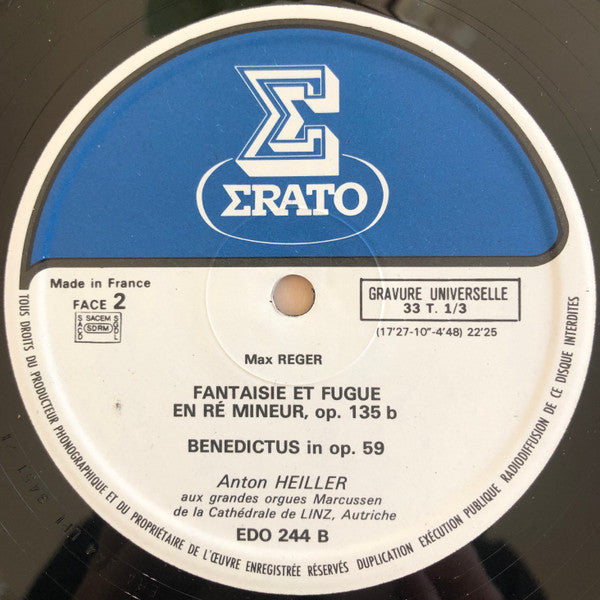 Σ
ΣRATO
Made in France
FACE 2
SACD SACEM SDRM SGDL
GRAVURE UNIVERSELLE
33 T. 1/3
(17'27-10"-4'48) 22'25
Max REGER
FANTAISIE ET FUGUE
EN RÉ MINEUR, op. 135 b
BENEDICTUS in op. 59
Anton HEILLER
aux grandes orgues Marcussen
de la Cathédrale de LINZ, Autriche
EDO 244 B
TOUS DROITS DU PRODUCTEUR PHONOGRAPHIQUE ET DU PROPRIÉTAIRE DE L'ŒUVRE ENREGISTRÉE RÉSERVÉS DUPLICATION EXÉCUTION PUBLIQUE RADIODIFFUSION DE CE DISQUE INTERDITES